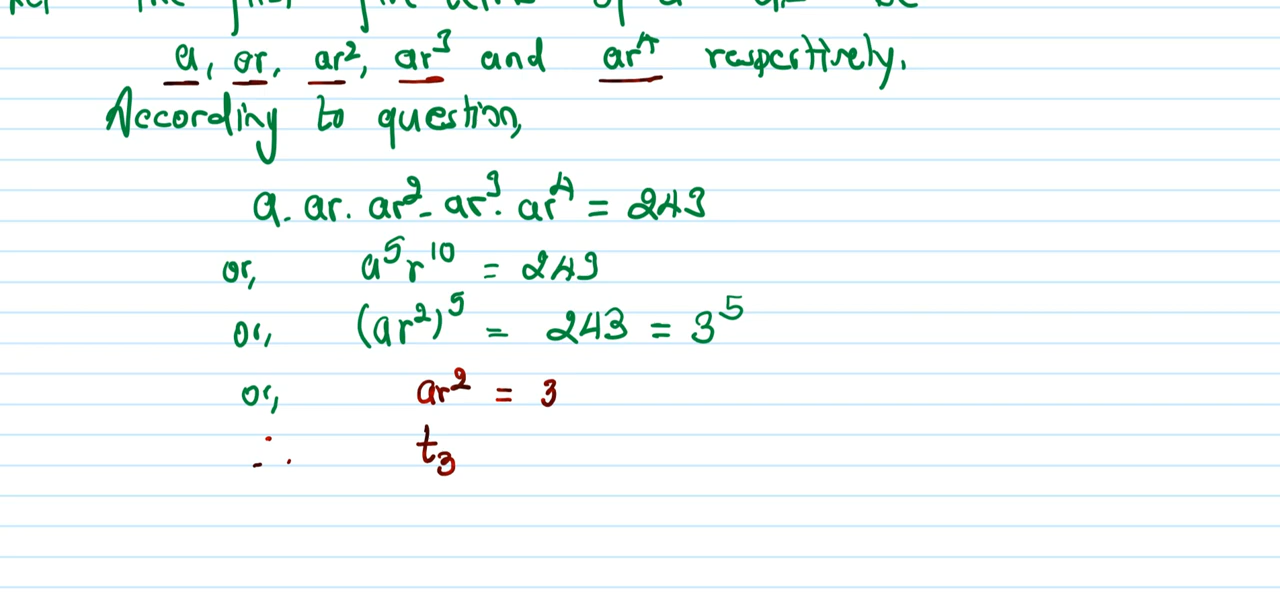 a, ar, ar², ar³ and ar⁴ respectively.
According to question,
a. ar. ar². ar³. ar⁴ = 243
or, a⁵r¹⁰ = 243
or, (ar²)⁵ = 243 = 3⁵
or, ar² = 3
∴ t₃